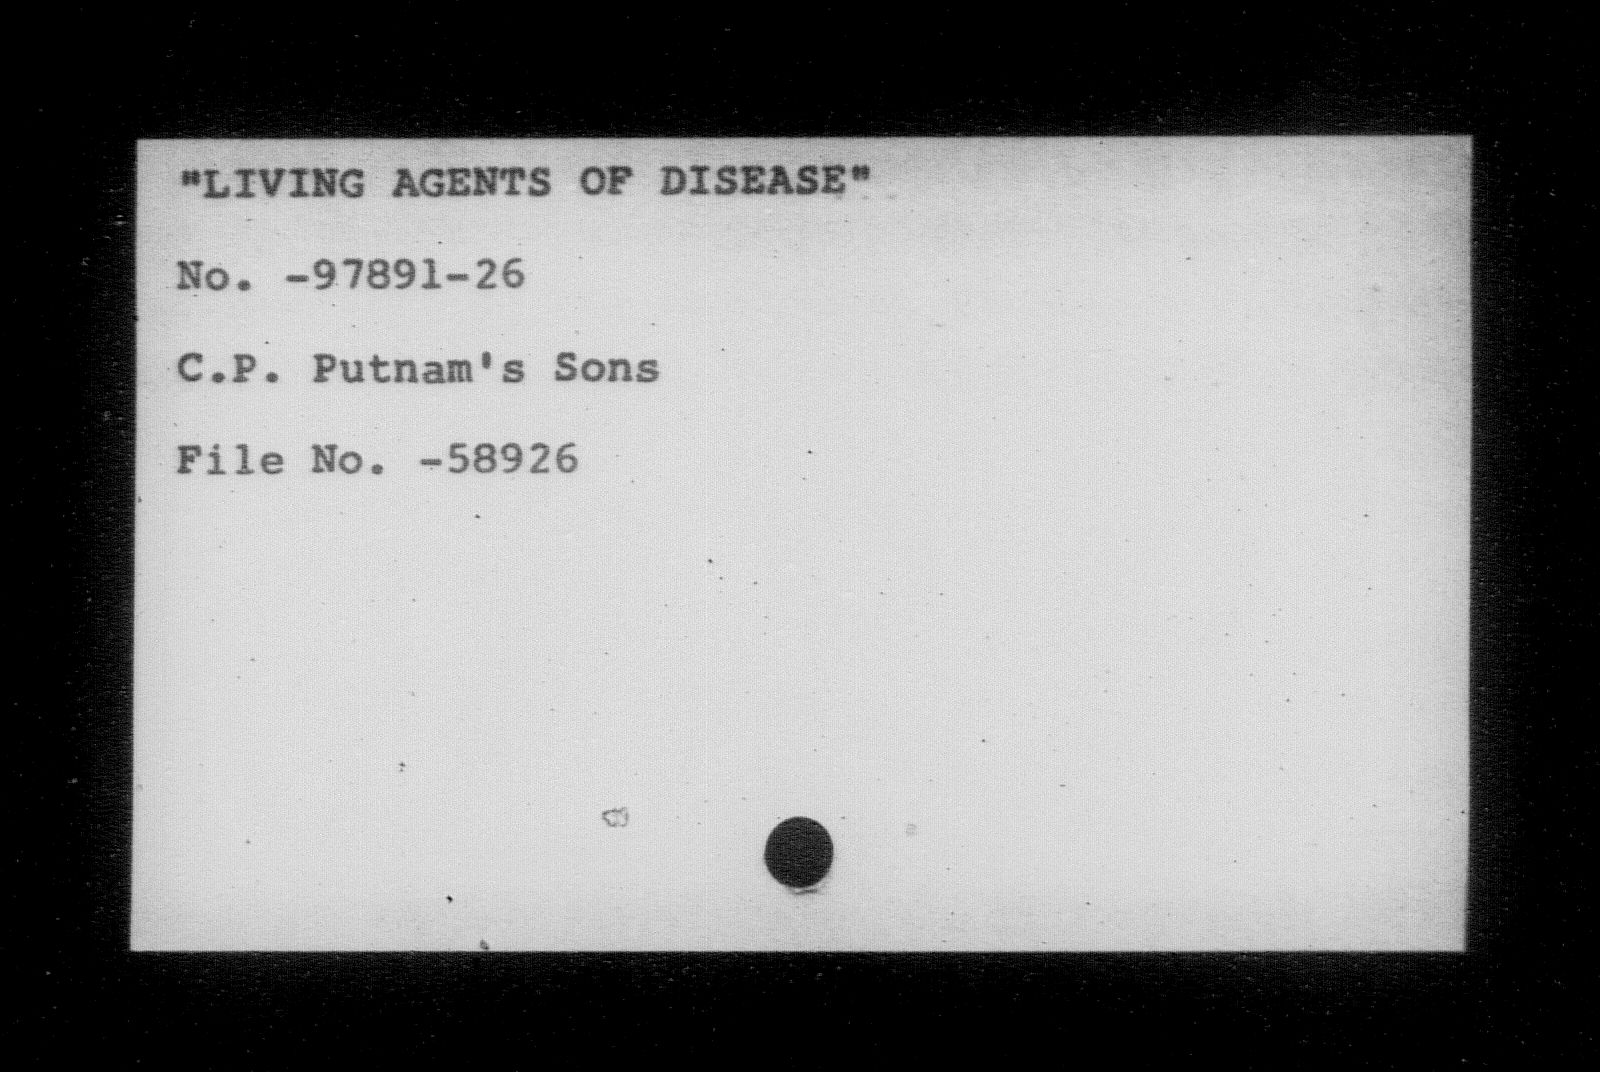 "LIVING AGENTS OF DISEASE"
No. -97891-26
C.P. Putnam's Sons
File No. -58926